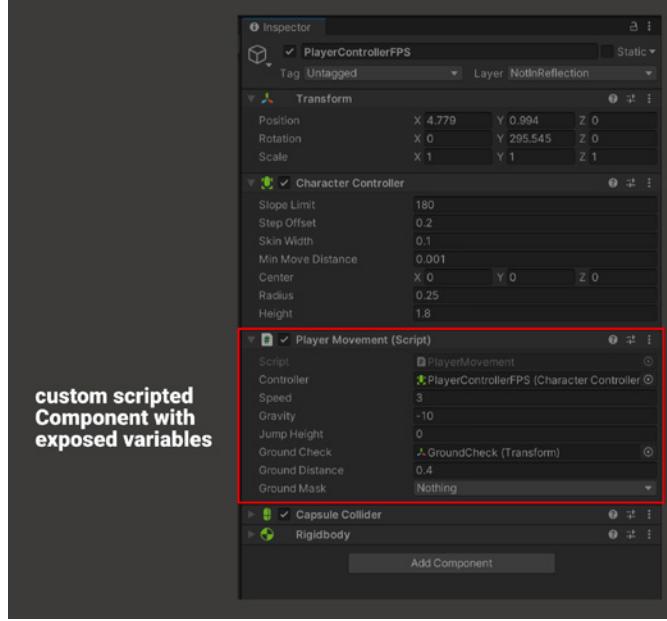 Inspector
PlayerControllerFPS Static
Tag Untagged Layer NotInReflection
Transform
Position X 4.779 Y 0.994 Z 0
Rotation X 0 Y 295.545 Z 0
Scale X 1 Y 1 Z 1
Character Controller
Slope Limit 180
Step Offset 0.2
Skin Width 0.1
Min Move Distance 0.001
Center X 0 Y 0 Z 0
Radius 0.25
Height 1.8
Player Movement (Script)
Script # PlayerMovement
Controller PlayerControllerFPS (Character Controller
Speed 3
Gravity -10
Jump Height 0
Ground Check GroundCheck (Transform)
Ground Distance 0.4
Ground Mask Nothing
Capsule Collider
Rigidbody
Add Component
custom scripted
Component with
exposed variables